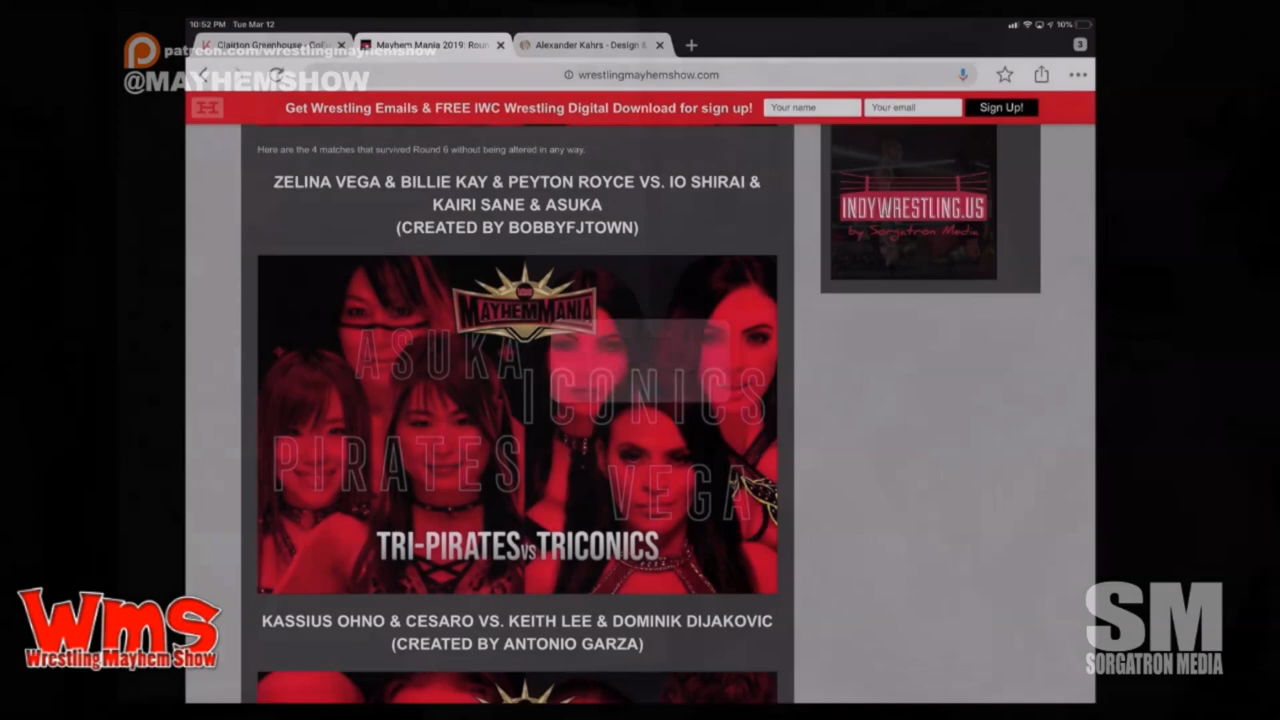 10:52 PM Tue Mar 12
10%
patreon.com/wrestlingmayhemshow
@MAYHEMSHOW
Clairton Greenhouse - Go
Mayhem Mania 2019: Roun
Alexander Kahrs - Design &
3
wrestlingmayhemshow.com
Get Wrestling Emails & FREE IWC Wrestling Digital Download for sign up!
Your name
Your email
Sign Up!
Here are the 4 matches that survived Round 6 without being altered in any way.
ZELINA VEGA & BILLIE KAY & PEYTON ROYCE VS. IO SHIRAI &
KAIRI SANE & ASUKA
(CREATED BY BOBBYFJTOWN)
INDYWRESTLING.US
by Sorgatron Media
MAYHEMMANIA
ASUKA
ICONICS
PIRATES
VEGA
TRI-PIRATES VS TRICONICS
KASSIUS OHNO & CESARO VS. KEITH LEE & DOMINIK DIJAKOVIC
(CREATED BY ANTONIO GARZA)
WMS
Wrestling Mayhem Show
SM
SORGATRON MEDIA